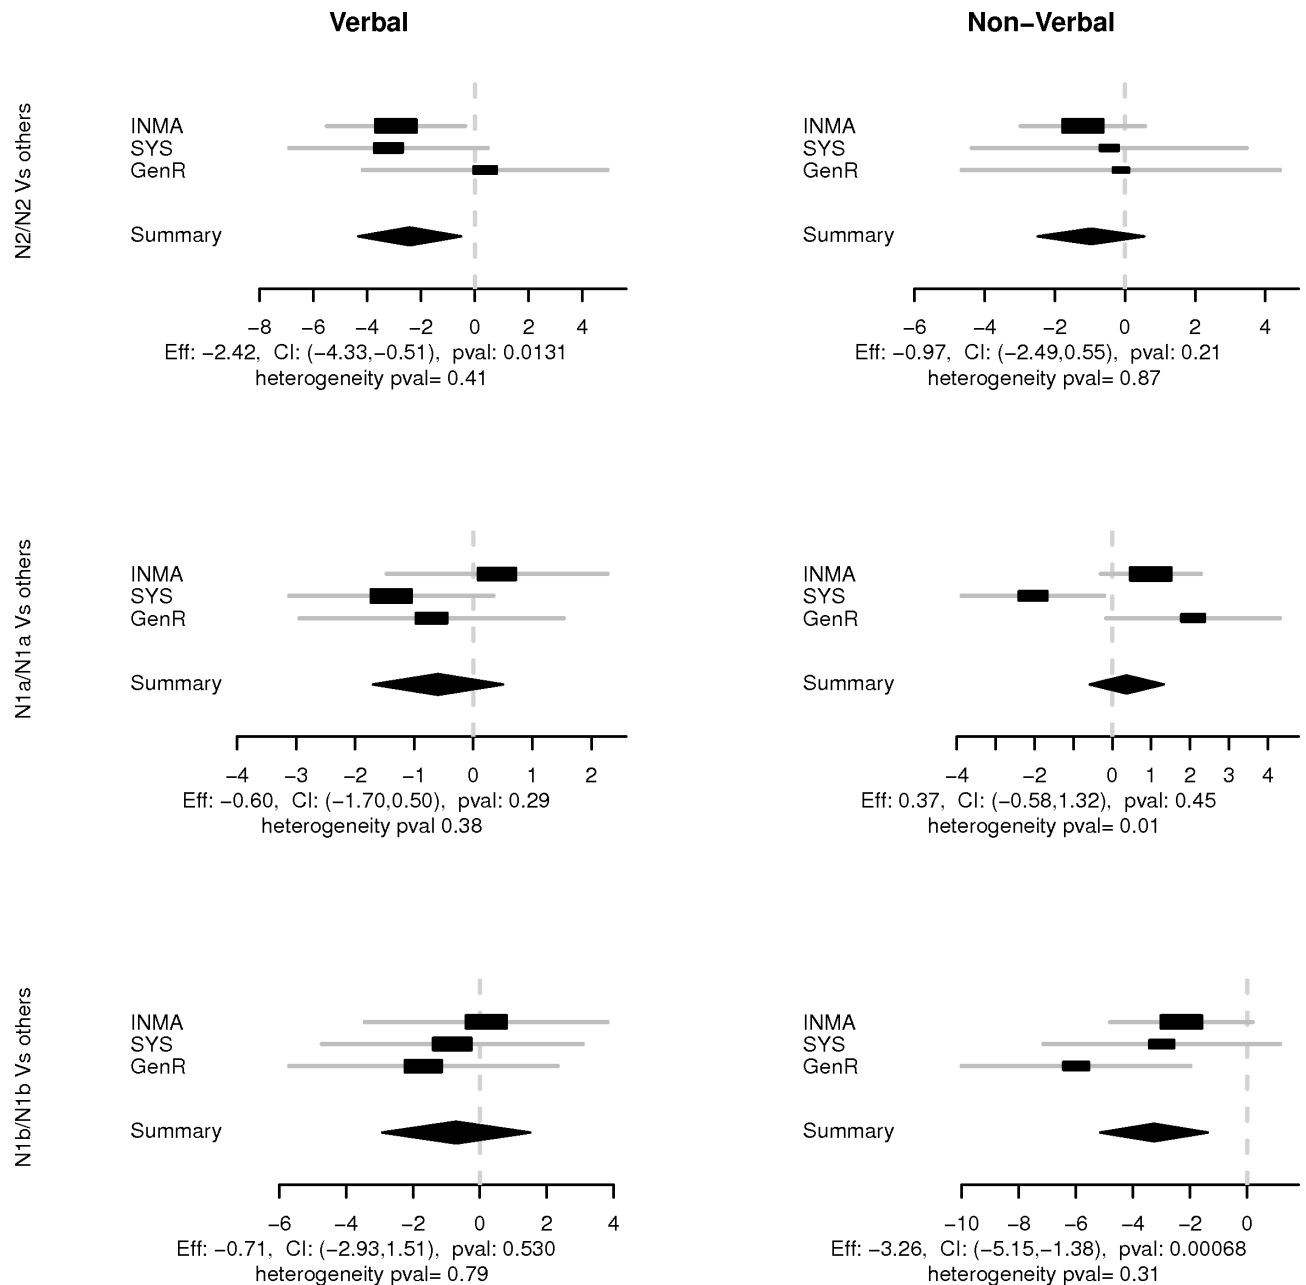 Verbal
Non−Verbal
N2/N2 Vs others
INMA
SYS
GenR
Summary
−8 −6 −4 −2 0 2 4
Eff: −2.42, CI: (−4.33,−0.51), pval: 0.0131
heterogeneity pval= 0.41
INMA
SYS
GenR
Summary
−6 −4 −2 0 2 4
Eff: −0.97, CI: (−2.49,0.55), pval: 0.21
heterogeneity pval= 0.87
N1a/N1a Vs others
INMA
SYS
GenR
Summary
−4 −3 −2 −1 0 1 2
Eff: −0.60, CI: (−1.70,0.50), pval: 0.29
heterogeneity pval 0.38
INMA
SYS
GenR
Summary
−4 −2 0 1 2 3 4
Eff: 0.37, CI: (−0.58,1.32), pval: 0.45
heterogeneity pval= 0.01
N1b/N1b Vs others
INMA
SYS
GenR
Summary
−6 −4 −2 0 2 4
Eff: −0.71, CI: (−2.93,1.51), pval: 0.530
heterogeneity pval= 0.79
INMA
SYS
GenR
Summary
−10 −6 −4 −2 0
Eff: −3.26, CI: (−5.15,−1.38), pval: 0.00068
heterogeneity pval= 0.31